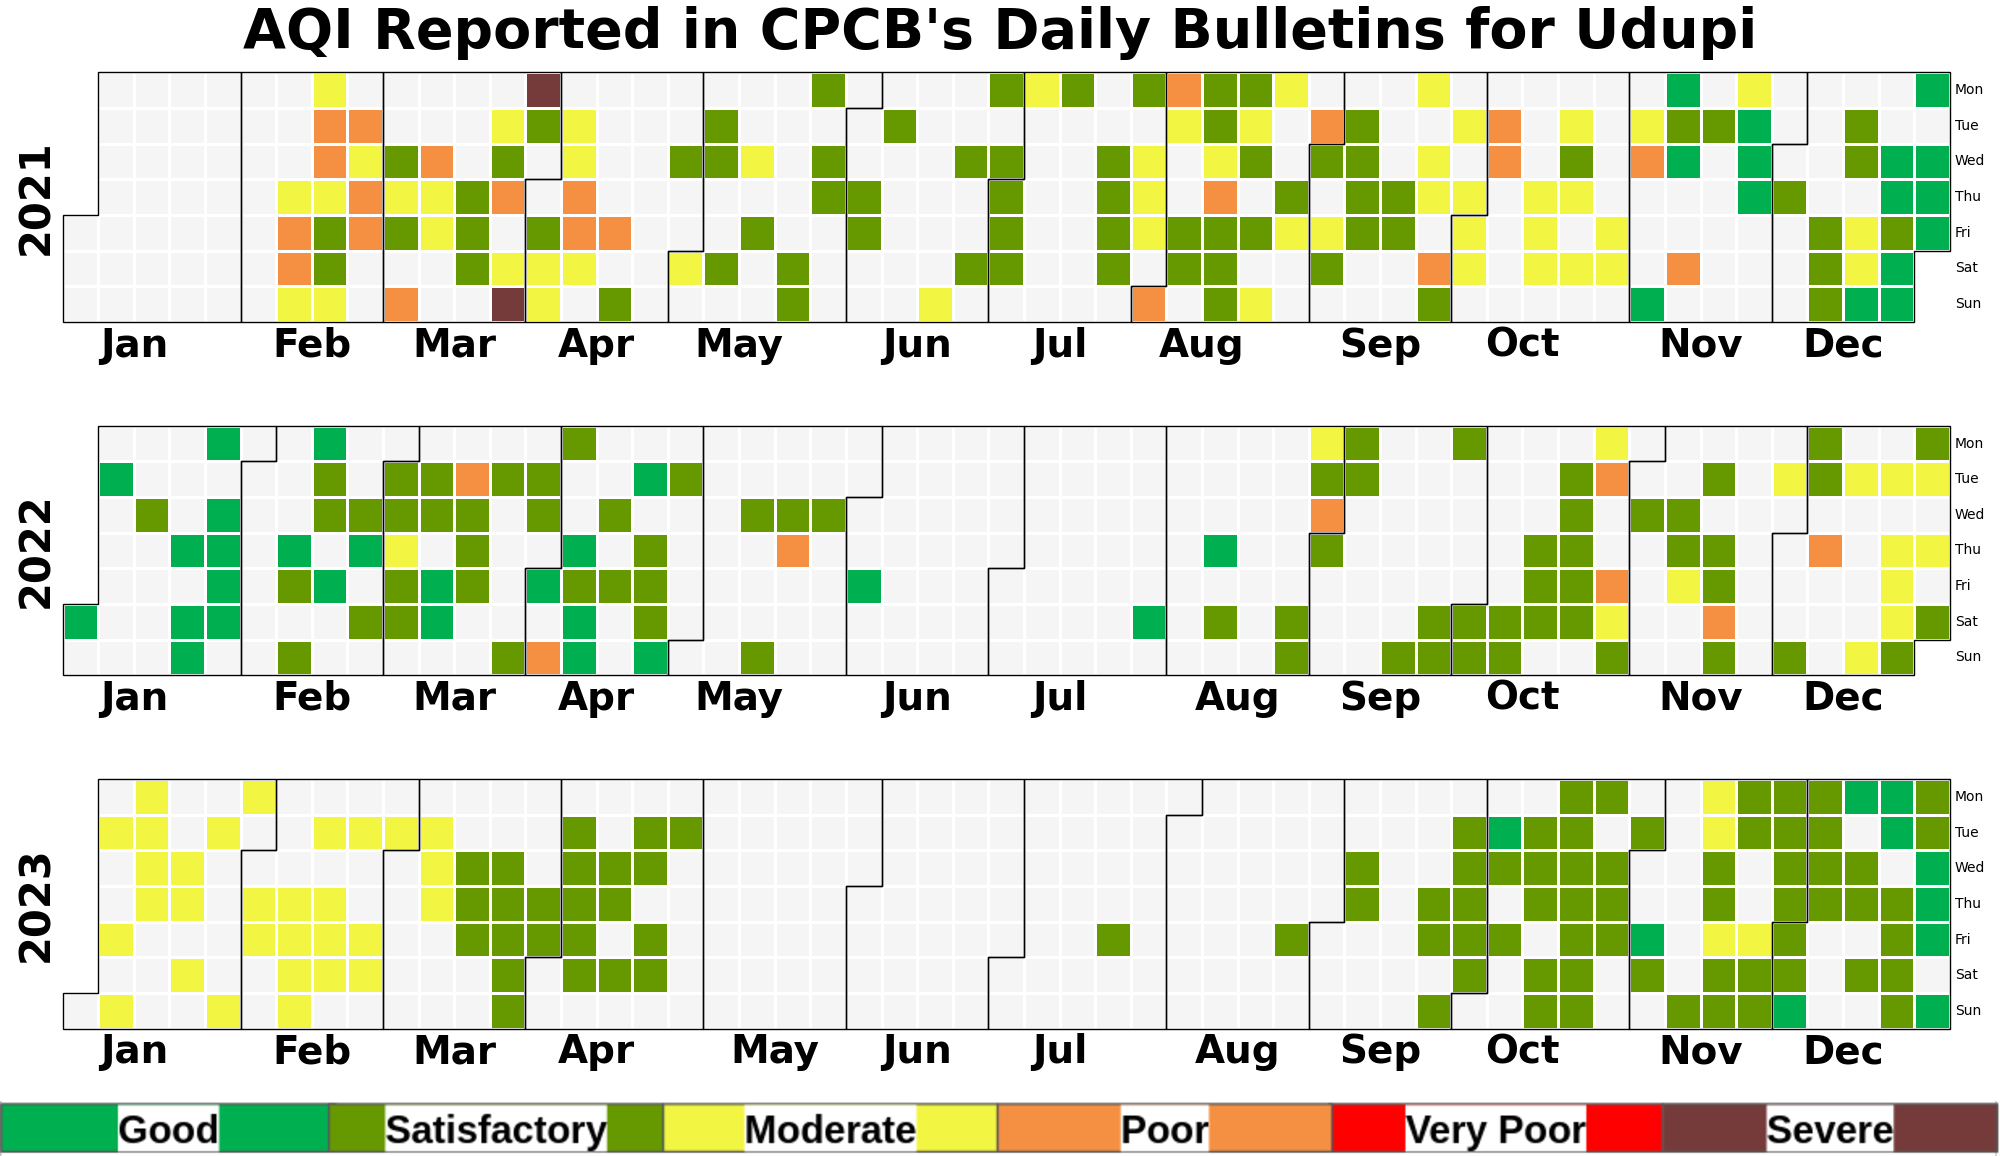 AQI Reported in CPCB's Daily Bulletins for Udupi
2021
Mon
Tue
Wed
Thu
Fri
Sat
Sun
Jan Feb Mar Apr May Jun Jul Aug Sep Oct Nov Dec
2022
Mon
Tue
Wed
Thu
Fri
Sat
Sun
Jan Feb Mar Apr May Jun Jul Aug Sep Oct Nov Dec
2023
Mon
Tue
Wed
Thu
Fri
Sat
Sun
Jan Feb Mar Apr May Jun Jul Aug Sep Oct Nov Dec
Good Satisfactory Moderate Poor Very Poor Severe